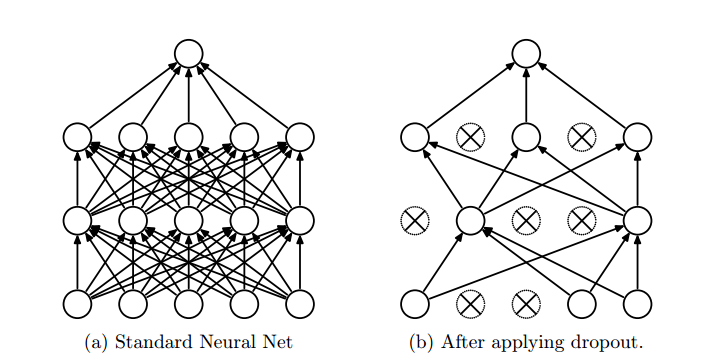 (a) Standard Neural Net
(b) After applying dropout.